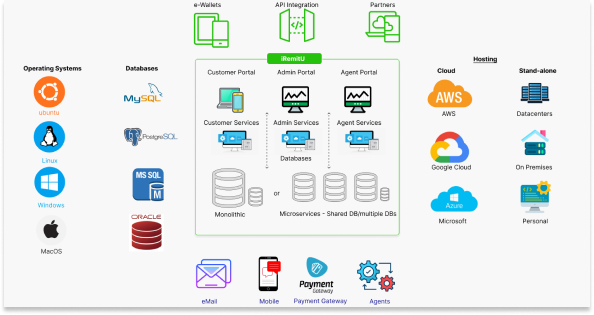 e-Wallets
API Integration
Partners
iRemitU
Operating Systems
Databases
Customer Portal
Admin Portal
Agent Portal
Hosting
Cloud
Stand-alone
ubuntu
MySQL
AWS
AWS
Datacenters
Customer Services
Admin Services
Agent Services
Linux
PostgreSQL
Databases
Google Cloud
On Premises
Windows
MS SQL
Monolithic
or
Microservices - Shared DB/multiple DBs
Azure
Microsoft
Personal
MacOS
ORACLE
Payment
Gateway
eMail
Mobile
Payment Gateway
Agents